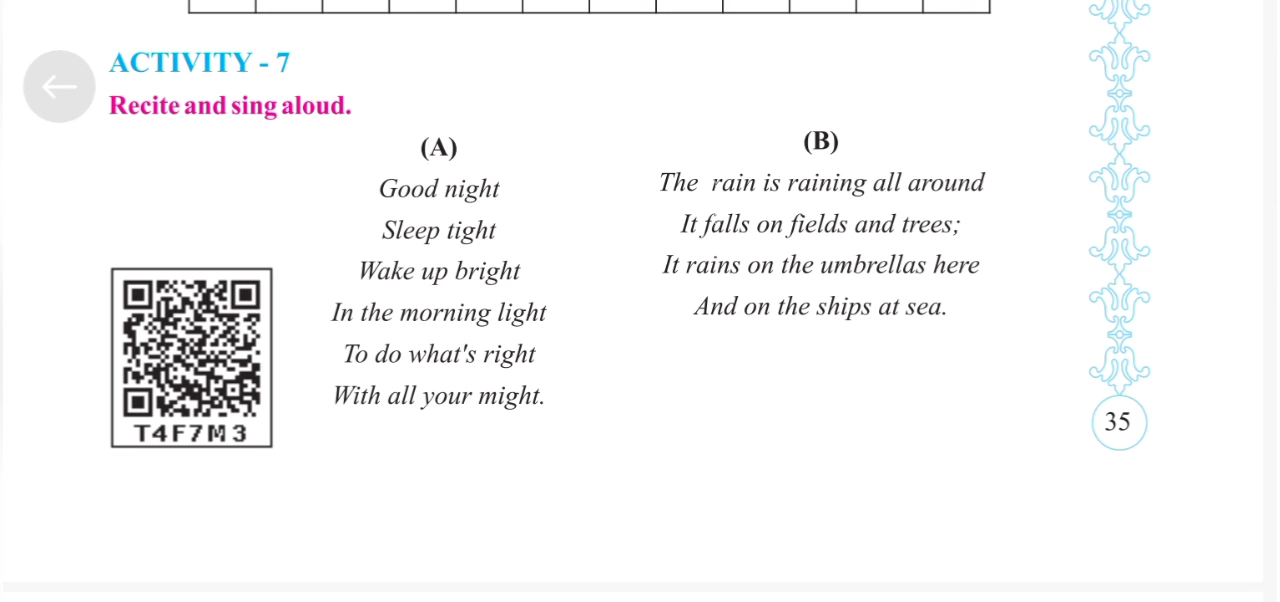 ACTIVITY - 7
Recite and sing aloud.
(A)
Good night
Sleep tight
Wake up bright
In the morning light
To do what's right
With all your might.
(B)
The rain is raining all around
It falls on fields and trees;
It rains on the umbrellas here
And on the ships at sea.
T4F7M3
35